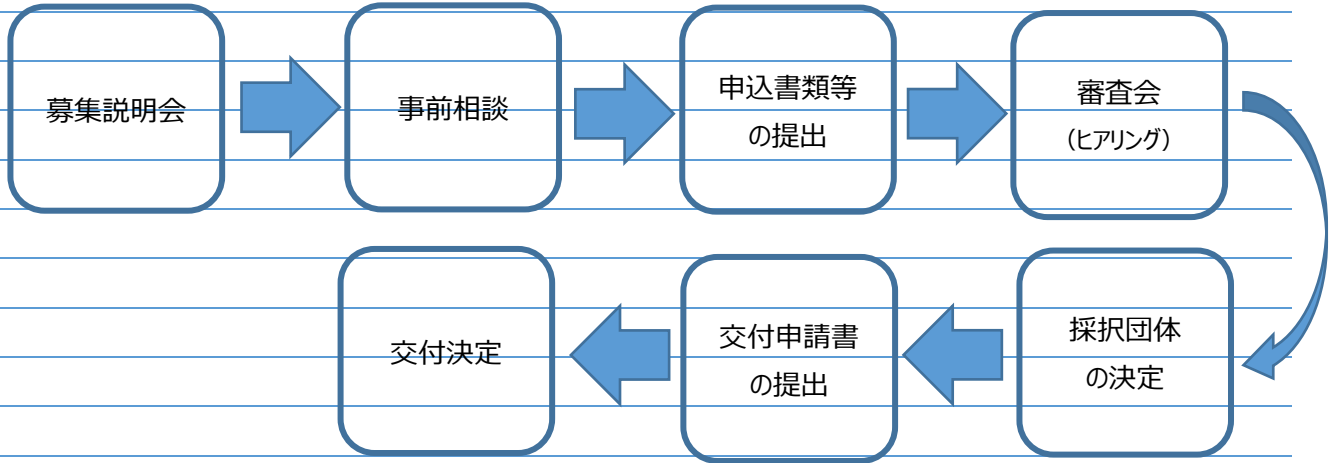 募集説明会
事前相談
申込書類等
の提出
審査会
(ヒアリング)
採択団体
の決定
交付申請書
の提出
交付決定